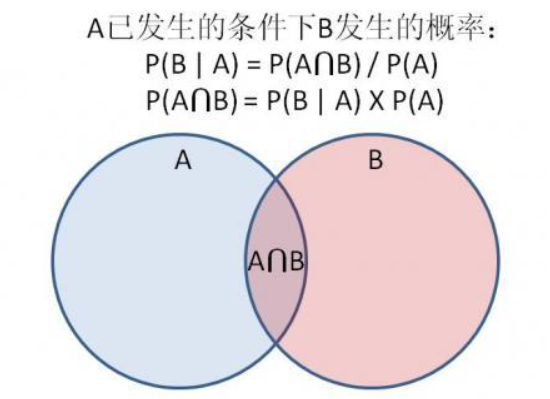 A已发生的条件下B发生的概率：
P(B | A) = P(A⋂B) / P(A)
P(A⋂B) = P(B | A) X P(A)
A
B
A⋂B